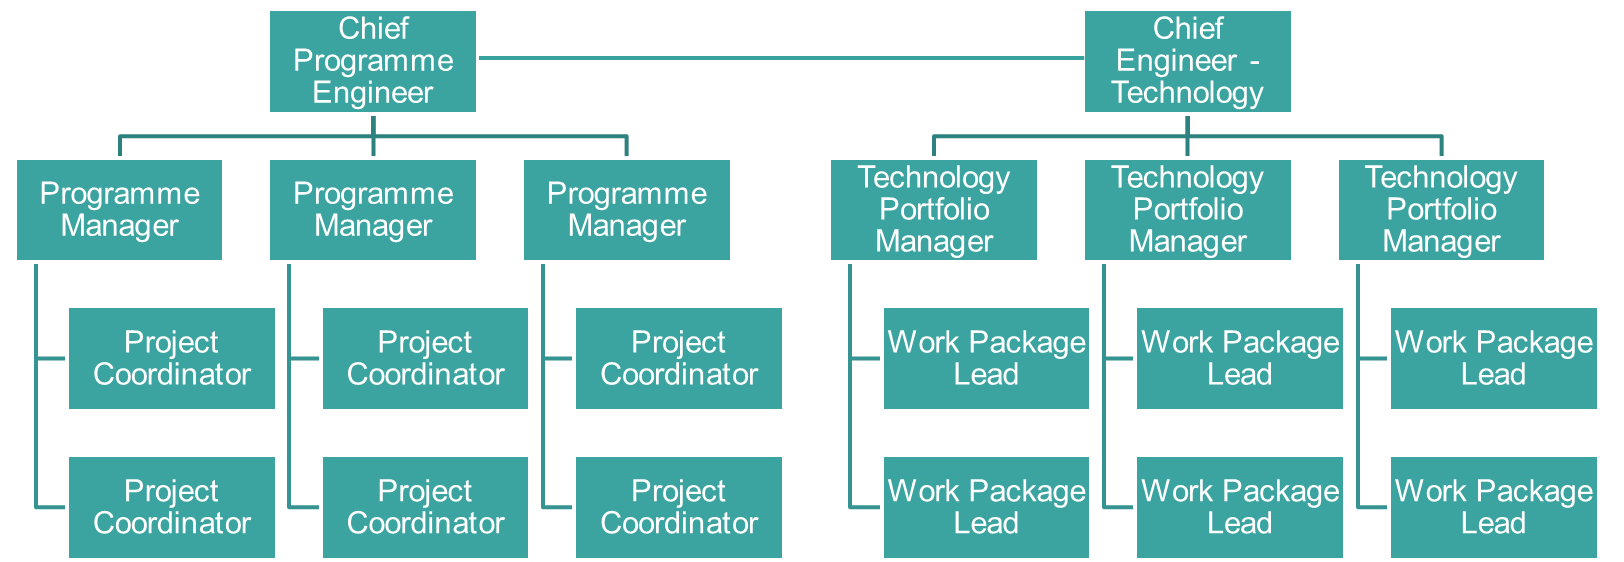 Chief
Programme
Engineer
Chief
Engineer -
Technology
Programme
Manager
Programme
Manager
Programme
Manager
Technology
Portfolio
Manager
Technology
Portfolio
Manager
Technology
Portfolio
Manager
Project
Coordinator
Project
Coordinator
Project
Coordinator
Work Package
Lead
Work Package
Lead
Work Package
Lead
Project
Coordinator
Project
Coordinator
Project
Coordinator
Work Package
Lead
Work Package
Lead
Work Package
Lead